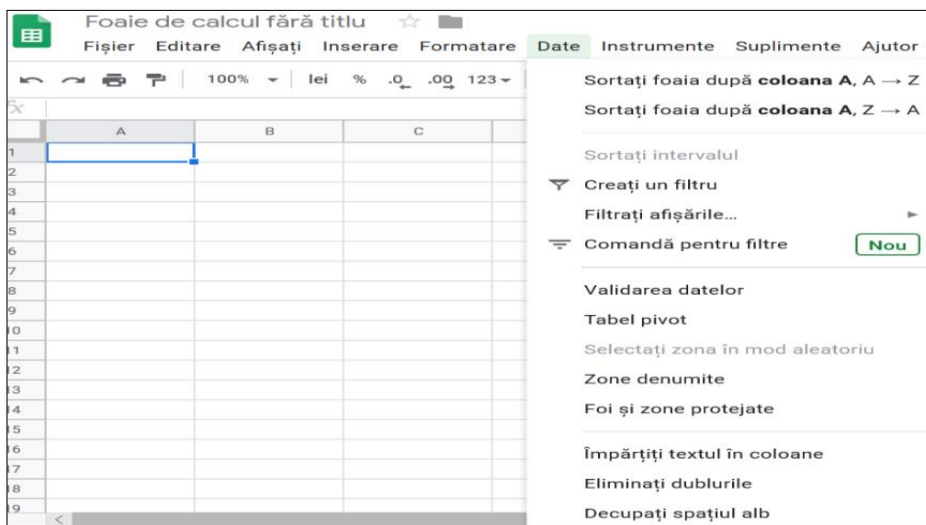 Foaie de calcul fără titlu
Fișier Editare Afișați Inserare Formatare Date Instrumente Suplimente Ajutor
100% lei % .0 .00 123
fx
A B C
1
2
3
4
5
6
7
8
9
10
11
12
13
14
15
16
17
18
19
Sortați foaia după coloana A, A → Z
Sortați foaia după coloana A, Z → A
Sortați intervalul
Creați un filtru
Filtrați afișările...
Comandă pentru filtre Nou
Validarea datelor
Tabel pivot
Selectați zona în mod aleatoriu
Zone denumite
Foi și zone protejate
Împărțiți textul în coloane
Eliminați dublurile
Decupați spațiul alb